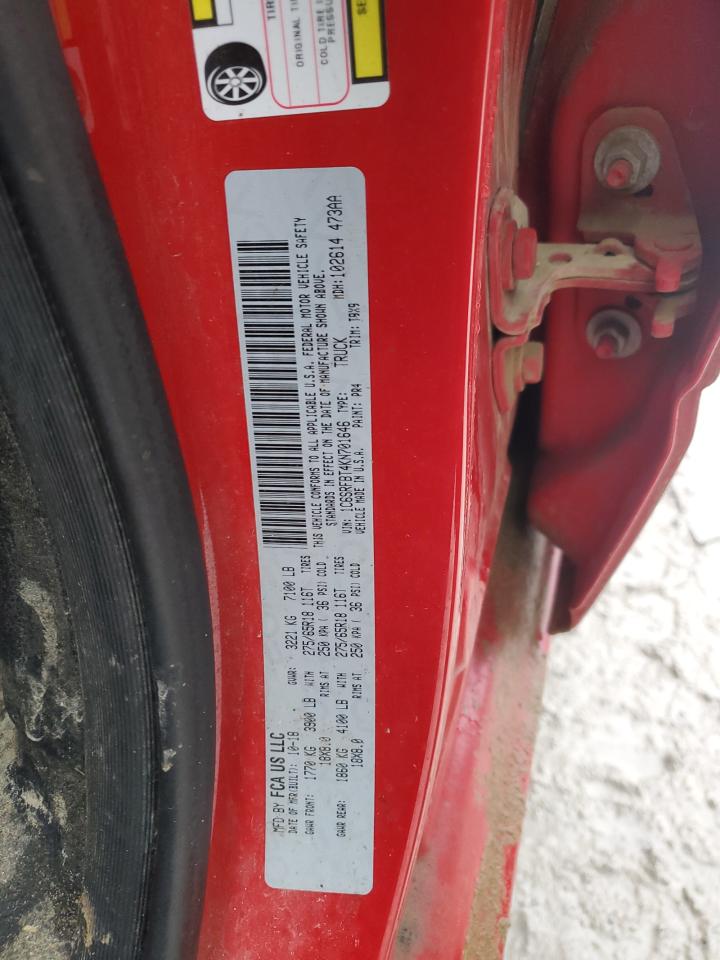 TIRE
ORIGINAL TI
COLD TIRE I
PRESSU
SE
MFD BY FCA US LLC
DATE OF MFR(BUILT): 10-18 GVWR: 3221 KG 7100 LB
GAWR FRONT: 1770 KG 3900 LB WITH 275/65R18 116T TIRES
18X8.0 RIMS AT 250 KPA ( 36 PSI) COLD
GAWR REAR: 1860 KG 4100 LB WITH 275/65R18 116T TIRES
18X8.0 RIMS AT 250 KPA ( 36 PSI) COLD
THIS VEHICLE CONFORMS TO ALL APPLICABLE U.S.A. FEDERAL MOTOR VEHICLE SAFETY
STANDARDS IN EFFECT ON THE DATE OF MANUFACTURE SHOWN ABOVE.
VIN: 1C6SRFBT4KN701646 TYPE: TRUCK MDH: 102614 473AA
VEHICLE MADE IN U.S.A. PAINT: PR4 TRIM: T9X9